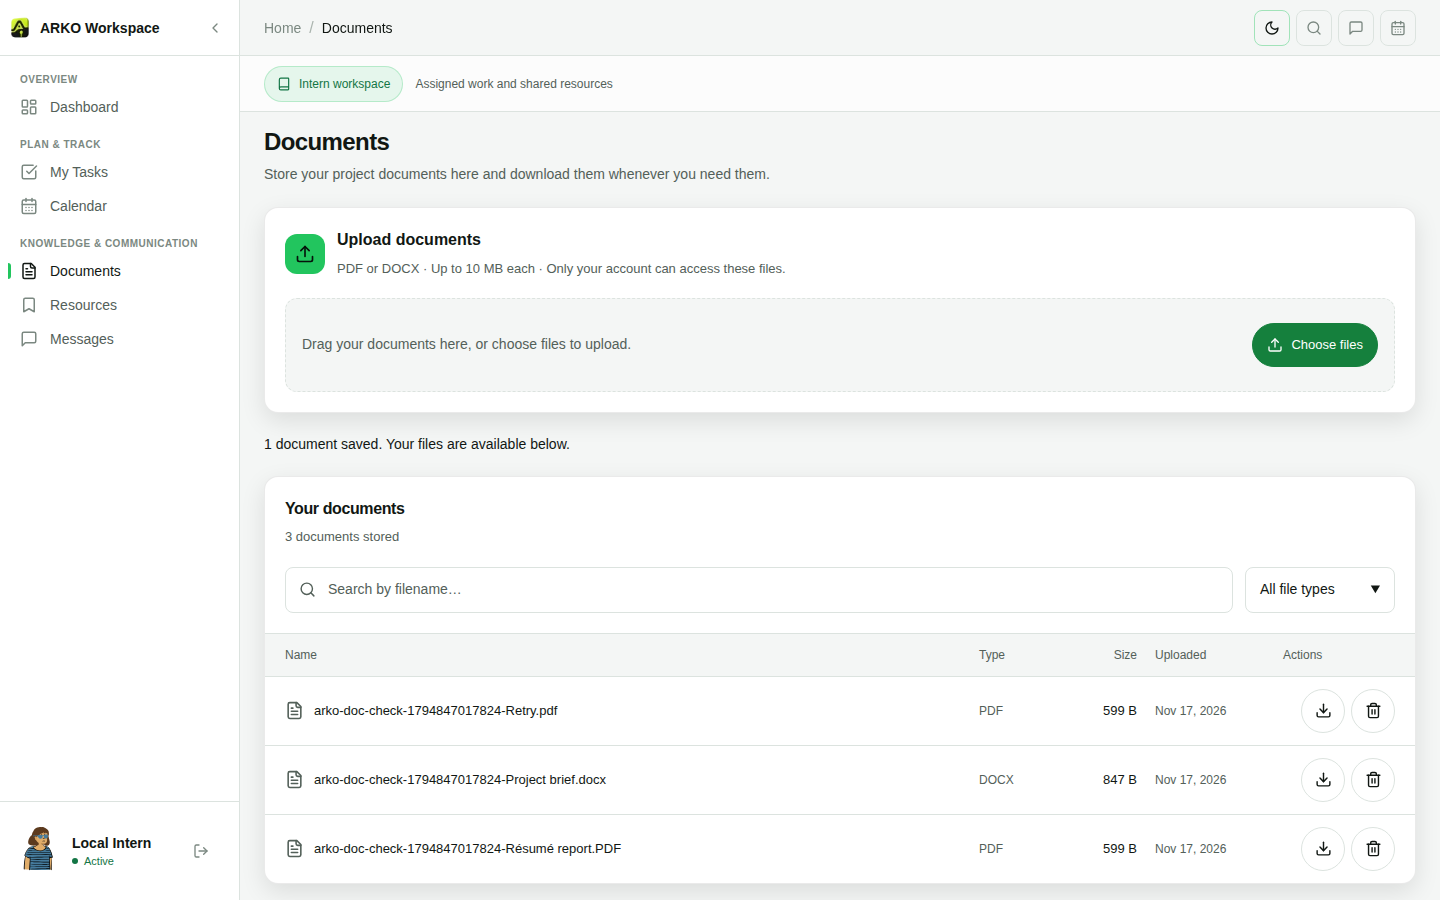 ARKO Workspace
Home / Documents
Intern workspace
Assigned work and shared resources
OVERVIEW
Dashboard
PLAN & TRACK
My Tasks
Calendar
KNOWLEDGE & COMMUNICATION
Documents
Resources
Messages
Local Intern
Active
Documents
Store your project documents here and download them whenever you need them.
Upload documents
PDF or DOCX · Up to 10 MB each · Only your account can access these files.
Drag your documents here, or choose files to upload.
Choose files
1 document saved. Your files are available below.
Your documents
3 documents stored
Search by filename…
All file types
Name Type Size Uploaded Actions
arko-doc-check-1794847017824-Retry.pdf PDF 599 B Nov 17, 2026
arko-doc-check-1794847017824-Project brief.docx DOCX 847 B Nov 17, 2026
arko-doc-check-1794847017824-Résumé report.PDF PDF 599 B Nov 17, 2026